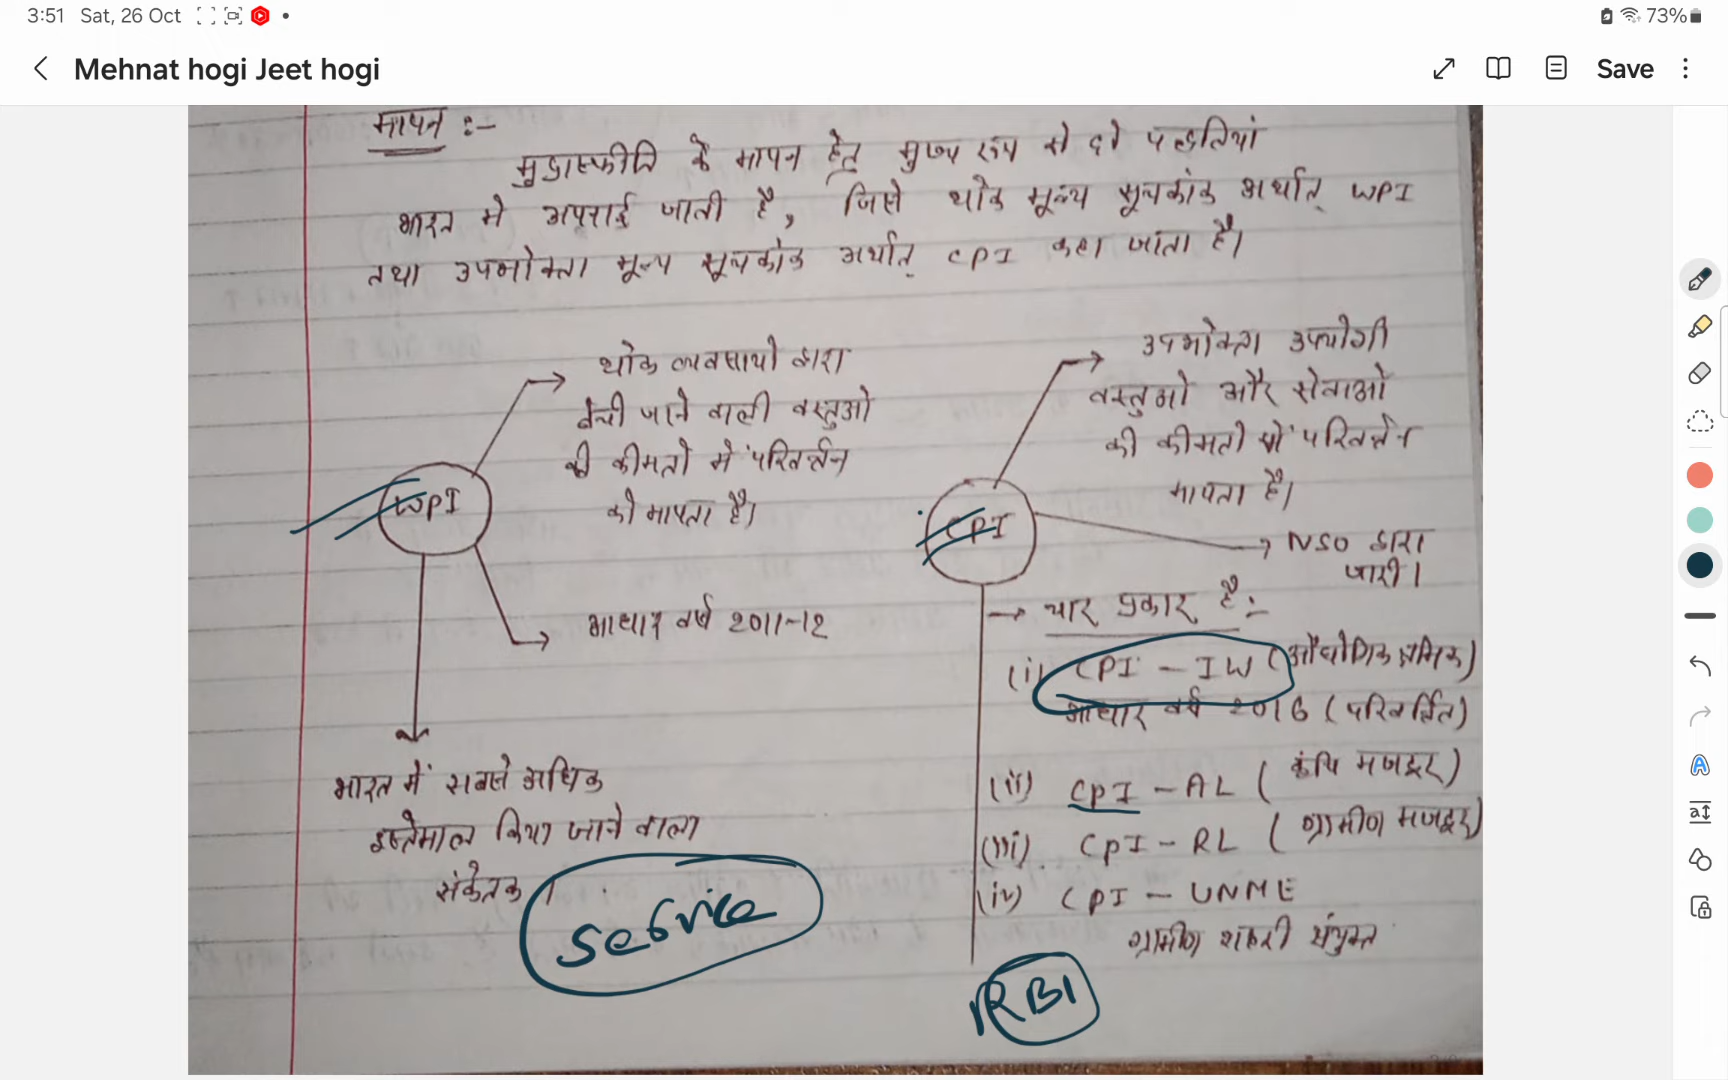 3:51 Sat, 26 Oct
73%
Mehnat hogi Jeet hogi
Save
मापन :-
मुद्रास्फीति के मापन हेतु मुख्य रूप से दो पद्धतियां
भारत मे अपनाई जाती है, जिसे थोक मूल्य सूचकांक अर्थात् WPI
तथा उपभोक्ता मूल्य सूचकांक अर्थात् CPI कहा जाता है।
थोक व्यवसायो द्वारा
बेची जाने वाली वस्तुओ
की कीमतो मे परिवर्तन
को मापता है।
WPI
आधार वर्ष 2011-12
भारत में सबसे अधिक
इस्तेमाल किया जाने वाला
संकेतक।
Service
उपभोक्ता उपयोगी
वस्तुओ और सेवाओ
की कीमतो में परिवर्तन
मापता है।
CPI
NSO द्वारा
जारी।
चार प्रकार है :-
(i) CPI - IW (औद्योगिक श्रमिक)
आधार वर्ष 2016 (परिवर्तित)
(ii) CPI - AL (कृषि मजदूर)
(iii) CPI - RL (ग्रामीण मजदूर)
(iv) CPI - UNME
ग्रामीण शहरी संयुक्त
RBI